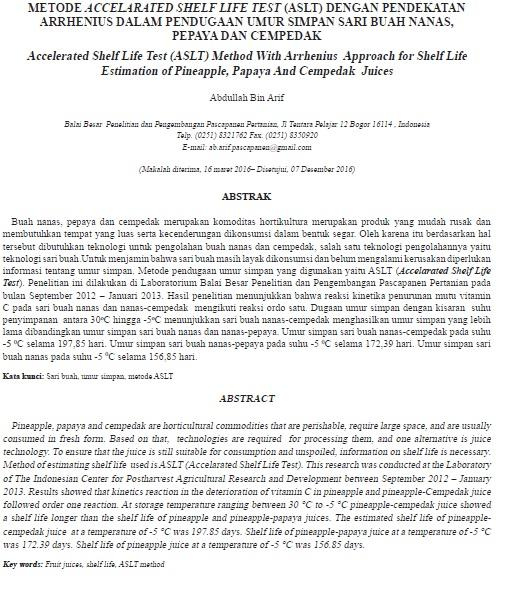 METODE ACCELARATED SHELF LIFE TEST (ASLT) DENGAN PENDEKATAN
ARRHENIUS DALAM PENDUGAAN UMUR SIMPAN SARI BUAH NANAS,
PEPAYA DAN CEMPEDAK
Accelerated Shelf Life Test (ASLT) Method With Arrhenius Approach for Shelf Life
Estimation of Pineapple, Papaya And Cempedak Juices
Abdullah Bin Arif
Balai Besar Penelitian dan Pengembangan Pascapanen Pertanian, Jl Tentara Pelajar 12 Bogor 16114 , Indonesia
Telp. (0251) 8321762 Fax. (0251) 8350920
E-mail: ab.arif.pascapanen@gmail.com
(Makalah diterima, 16 maret 2016– Disetujui, 07 Desember 2016)
ABSTRAK
Buah nanas, pepaya dan cempedak merupakan komoditas hortikultura merupakan produk yang mudah rusak dan
membutuhkan tempat yang luas serta kecenderungan dikonsumsi dalam bentuk segar. Oleh karena itu berdasarkan hal
tersebut dibutuhkan teknologi untuk pengolahan buah nanas dan cempedak, salah satu teknologi pengolahannya yaitu
teknologi sari buah.Untuk menjamin bahwa sari buah masih layak dikonsumsi dan belum mengalami kerusakan diperlukan
informasi tentang umur simpan. Metode pendugaan umur simpan yang digunakan yaitu ASLT (Accelarated Shelf Life
Test). Penelitian ini dilakukan di Laboratorium Balai Besar Penelitian dan Pengembangan Pascapanen Pertanian pada
bulan September 2012 – Januari 2013. Hasil penelitian menunjukkan bahwa reaksi kinetika penurunan mutu vitamin
C pada sari buah nanas dan nanas-cempedak mengikuti reaksi ordo satu. Dugaan umur simpan dengan kisaran suhu
penyimpanan antara 30ºC hingga -5ºC menunjukkan sari buah nanas-cempedak menghasilkan umur simpan yang lebih
lama dibandingkan umur simpan sari buah nanas dan nanas-pepaya. Umur simpan sari buah nanas-cempedak pada suhu
-5 ºC selama 197,85 hari. Umur simpan sari buah nanas-pepaya pada suhu -5 ºC selama 172,39 hari. Umur simpan sari
buah nanas pada suhu -5 ºC selama 156,85 hari.
Kata kunci: Sari buah, umur simpan, metode ASLT
ABSTRACT
Pineapple, papaya and cempedak are horticultural commodities that are perishable, require large space, and are usually
consumed in fresh form. Based on that, technologies are required for processing them, and one alternative is juice
technology. To ensure that the juice is still suitable for consumption and unspoiled, information on shelf life is necessary.
Method of estimating shelf life used is ASLT (Accelarated Shelf Life Test). This research was conducted at the Laboratory
of The Indonesian Center for Postharvest Agricultural Research and Development between September 2012 – January
2013. Results showed that kinetics reaction in the deterioration of vitamin C in pineapple and pineapple-Cempedak juice
followed order one reaction. At storage temperature ranging between 30 °C to -5 °C pineapple-cempedak juice showed
a shelf life longer than the shelf life of pineapple and pineapple-papaya juices. The estimated shelf life of pineapple-
cempedak juice at a temperature of -5 °C was 197.85 days. Shelf life of pineapple-papaya juice at a temperature of -5 °C
was 172.39 days. Shelf life of pineapple juice at a temperature of -5 °C was 156.85 days.
Key words: Fruit juices, shelf life, ASLT method